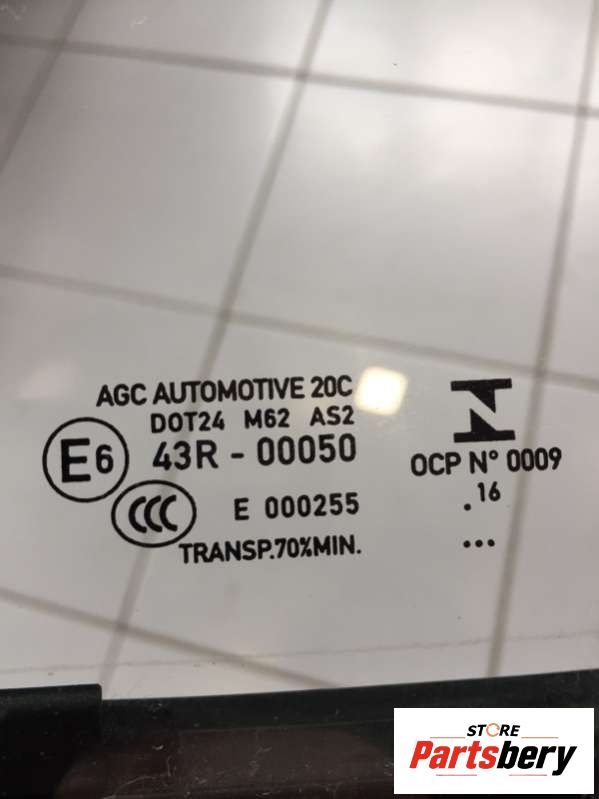 AGC AUTOMOTIVE 20C
DOT24 M62 AS2
E6 43R - 00050
CCC E 000255
TRANSP.70%MIN.
OCP N° 0009
.16
...
STORE
Partsbery